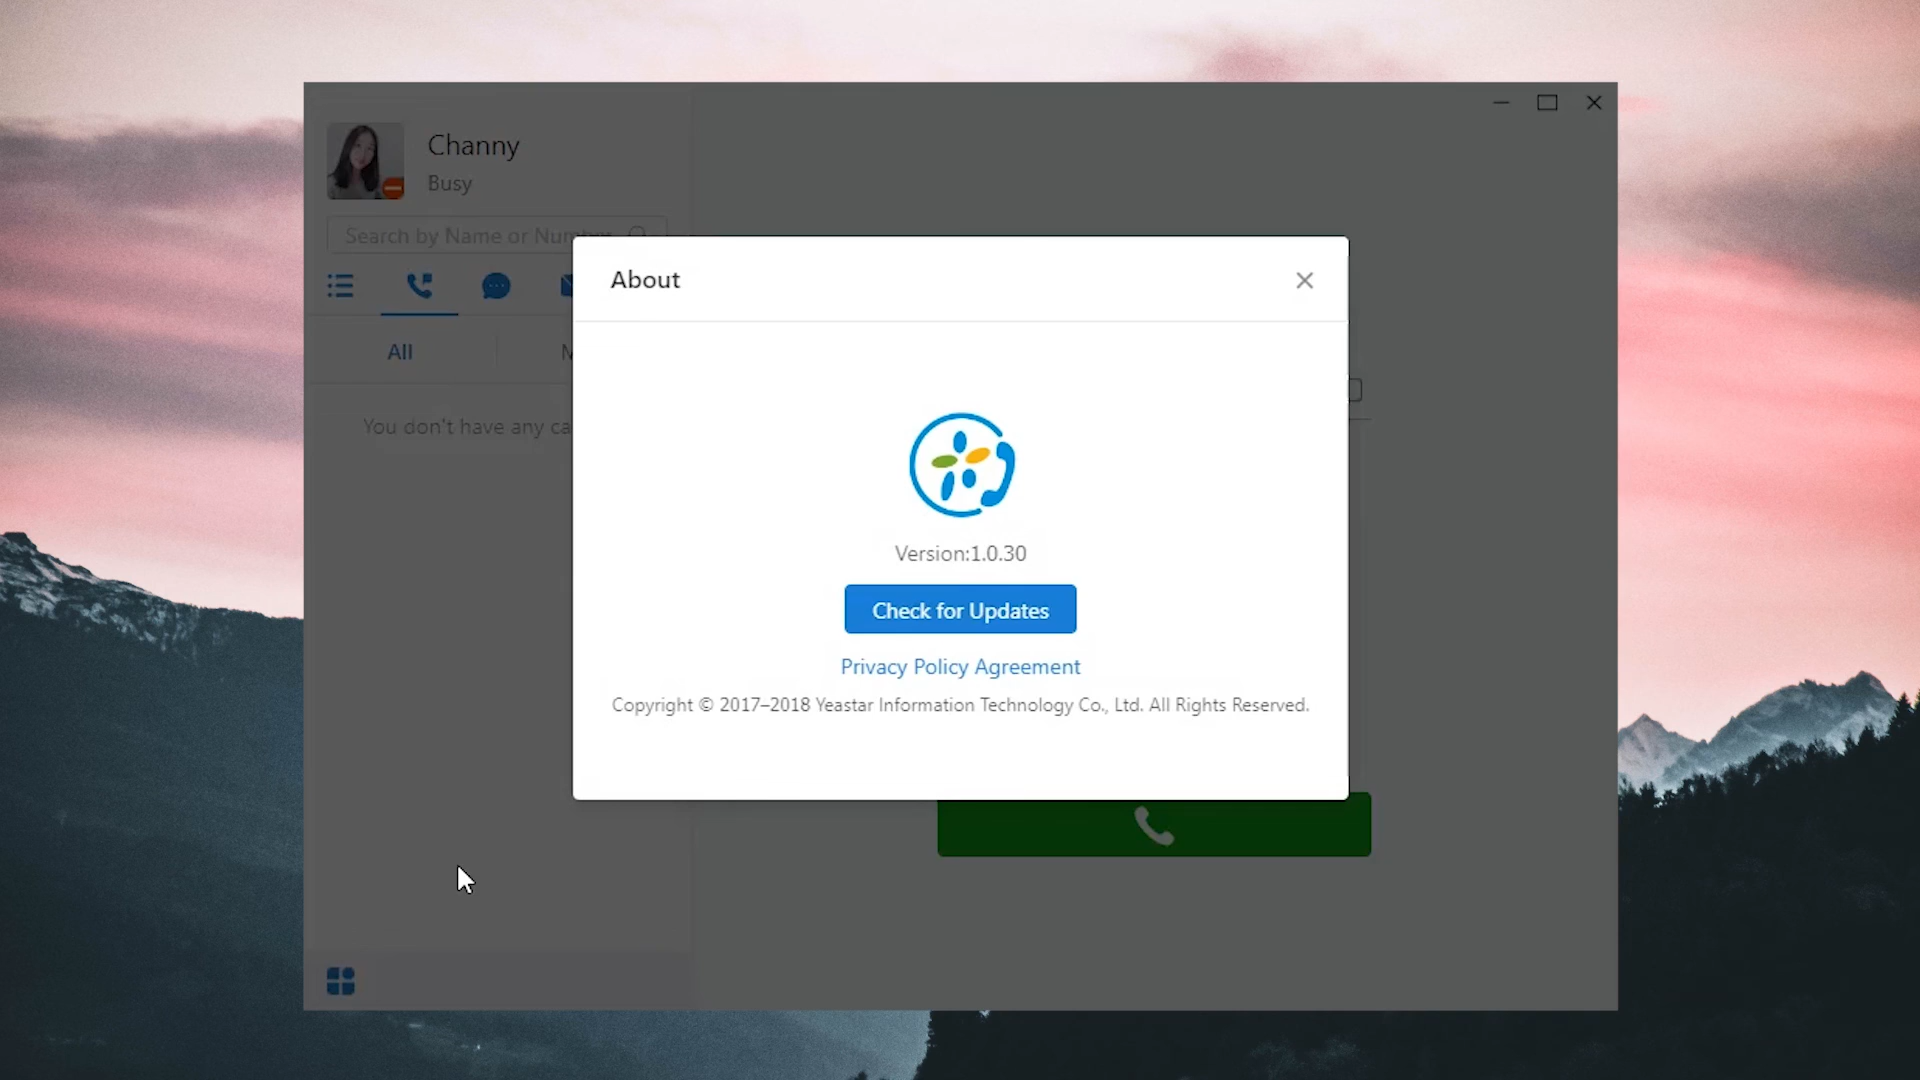 Channy
Busy
Search by Name or Number
About
All
You don't have any ca
Version:1.0.30
Check for Updates
Privacy Policy Agreement
Copyright © 2017–2018 Yeastar Information Technology Co., Ltd. All Rights Reserved.